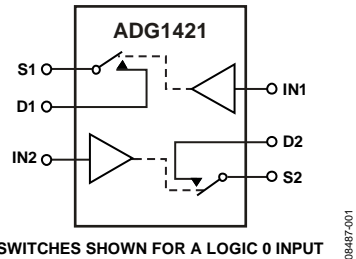 ADG1421
S1
IN1
D1
D2
IN2
S2
SWITCHES SHOWN FOR A LOGIC 0 INPUT
08487-001